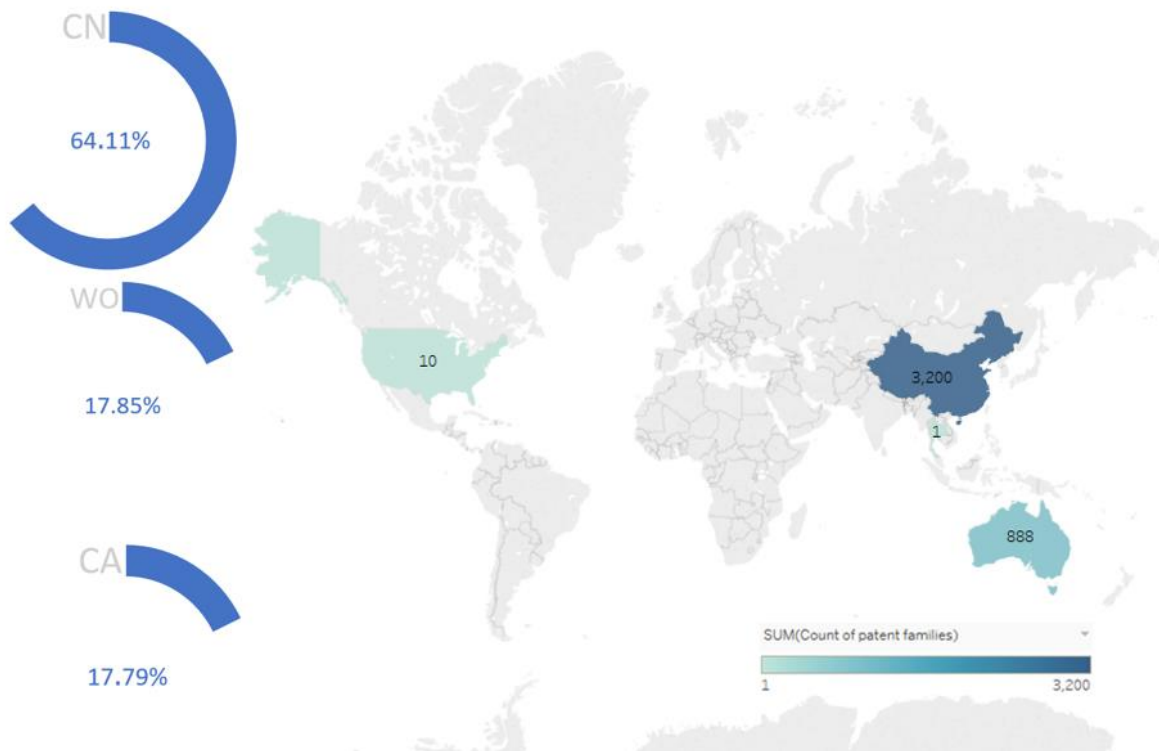 CN
64.11%
WO
17.85%
CA
17.79%
10
3,200
1
888
SUM(Count of patent families)
1
3,200